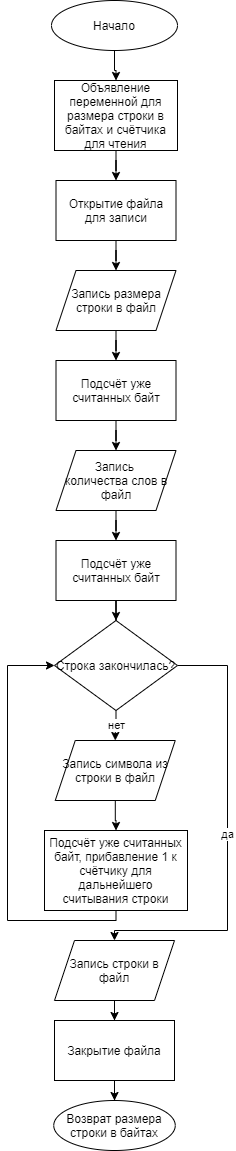 Начало
Объявление
переменной для
размера строки в
байтах и счётчика
для чтения
Открытие файла
для записи
Запись размера
строки в файл
Подсчёт уже
считанных байт
Запись
количества слов в
файл
Подсчёт уже
считанных байт
Строка закончилась?
нет
Запись символа из
строки в файл
да
Подсчёт уже считанных
байт, прибавление 1 к
счётчику для
дальнейшего
считывания строки
Запись строки в
файл
Закрытие файла
Возврат размера
строки в байтах